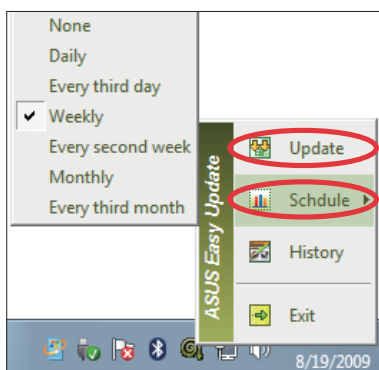 None
Daily
Every third day
Weekly
Every second week
Monthly
Every third month
ASUS Easy Update
Update
Schdule
History
Exit
8/19/2009